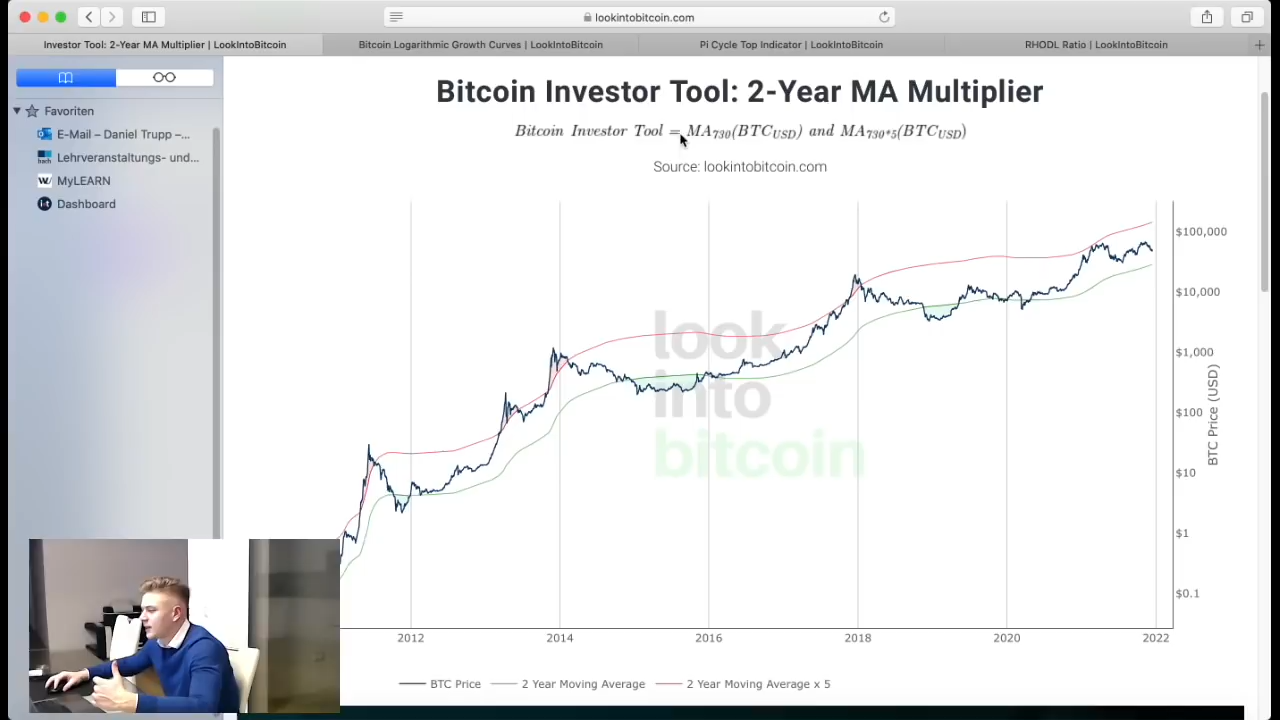 lookintobitcoin.com
Investor Tool: 2-Year MA Multiplier | LookIntoBitcoin
Bitcoin Logarithmic Growth Curves | LookIntoBitcoin
Pi Cycle Top Indicator | LookIntoBitcoin
RHODL Ratio | LookIntoBitcoin
Favoriten
E-Mail – Daniel Trupp –...
Lehrveranstaltungs- und...
MyLEARN
Dashboard
Bitcoin Investor Tool: 2-Year MA Multiplier
Bitcoin Investor Tool = MA730(BTCUSD) and MA730*5(BTCUSD)
Source: lookintobitcoin.com
look
into
bitcoin
$100,000
$10,000
$1,000
$100
$10
$1
$0.1
BTC Price (USD)
2012
2014
2016
2018
2020
2022
BTC Price
2 Year Moving Average
2 Year Moving Average x 5